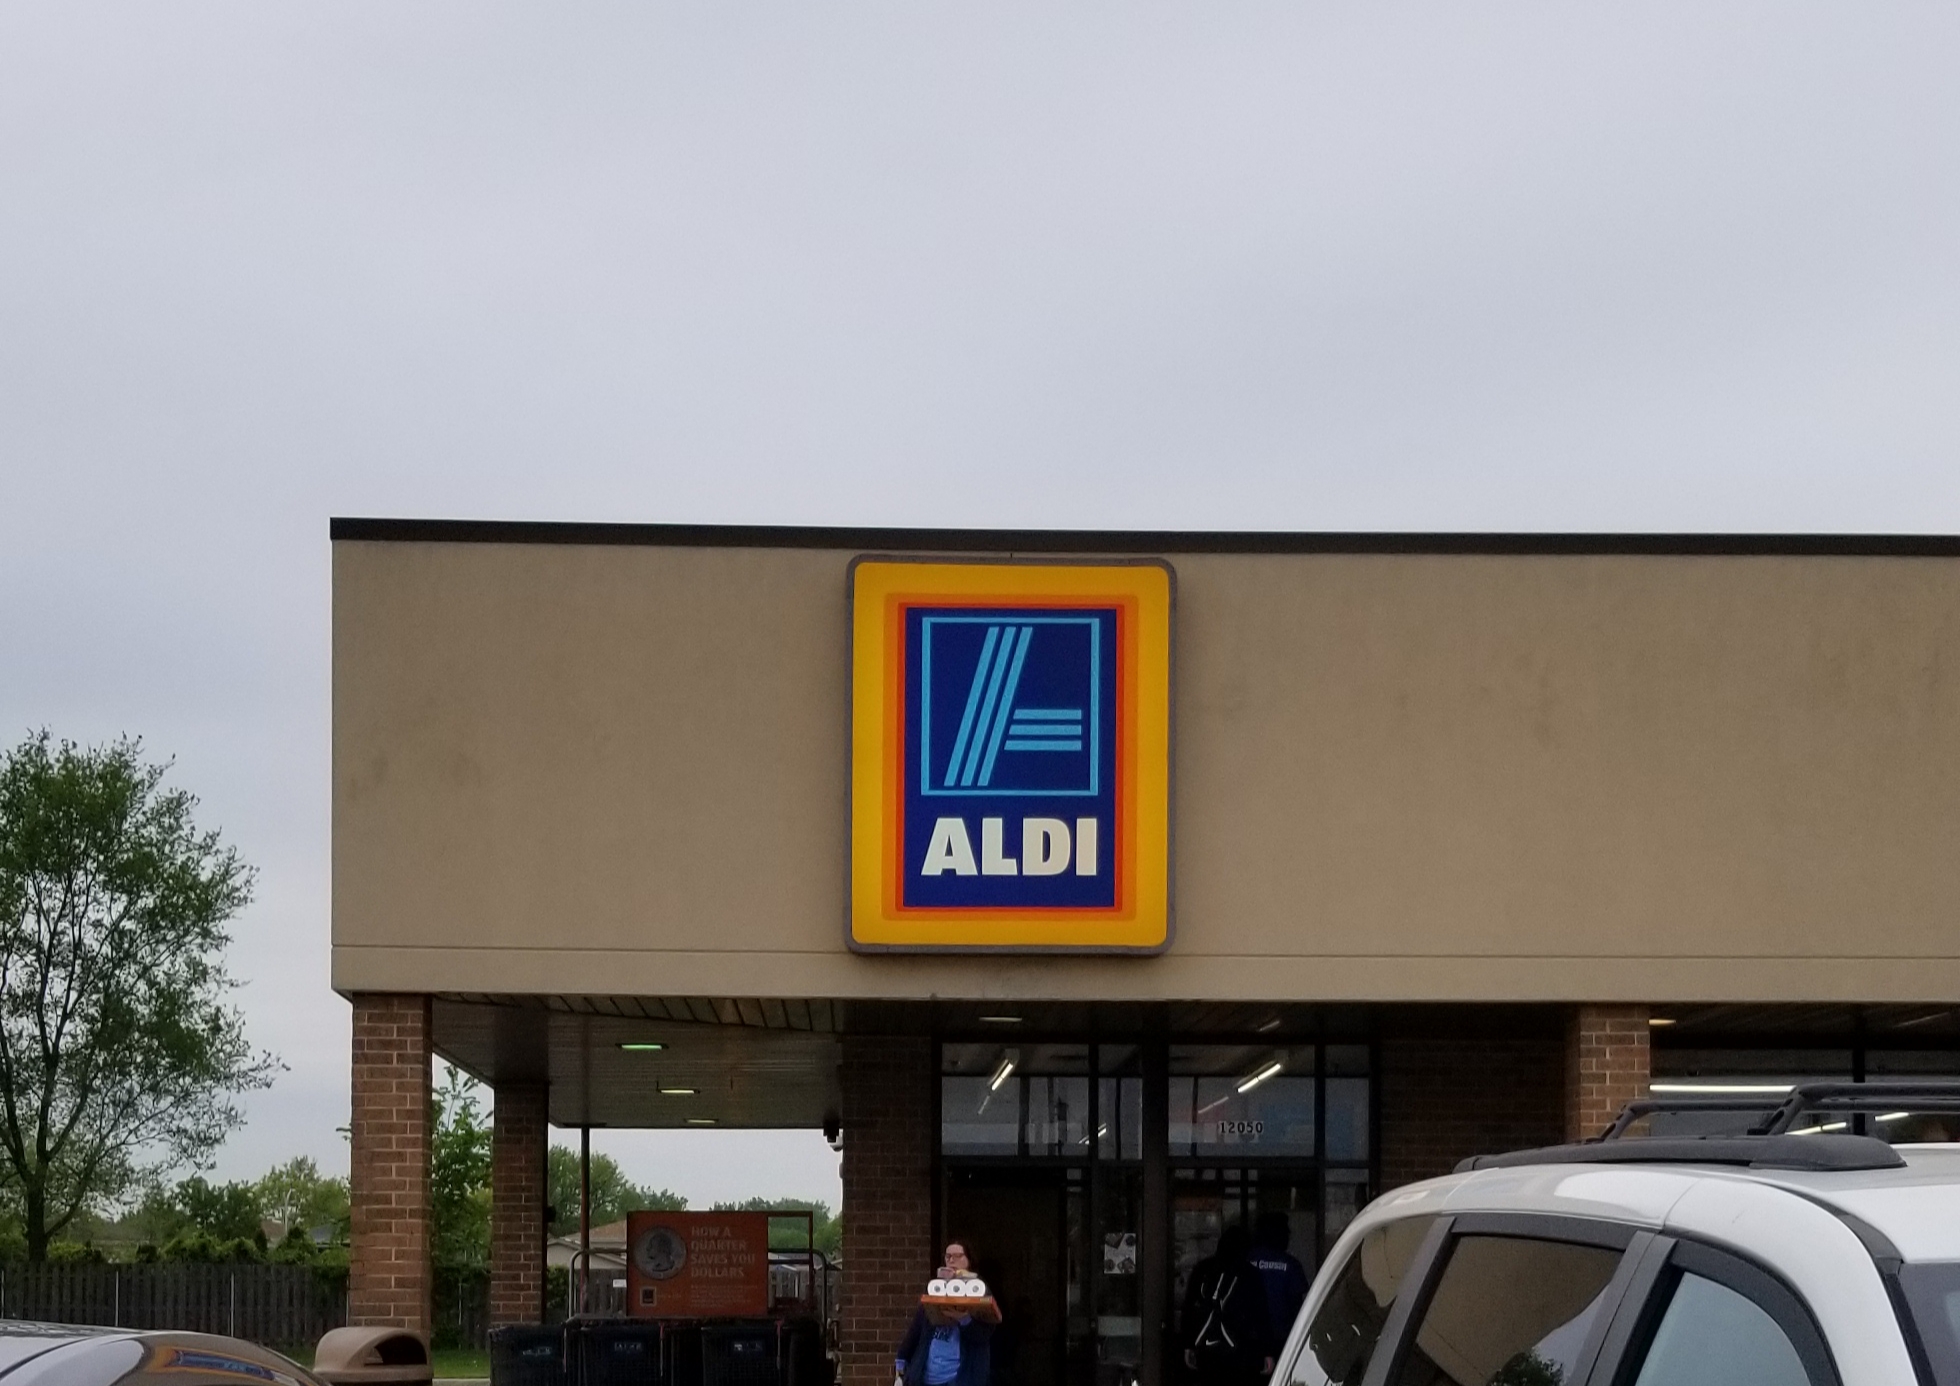 ALDI
12050
HOW A
QUARTER
SAVES YOU
DOLLARS.